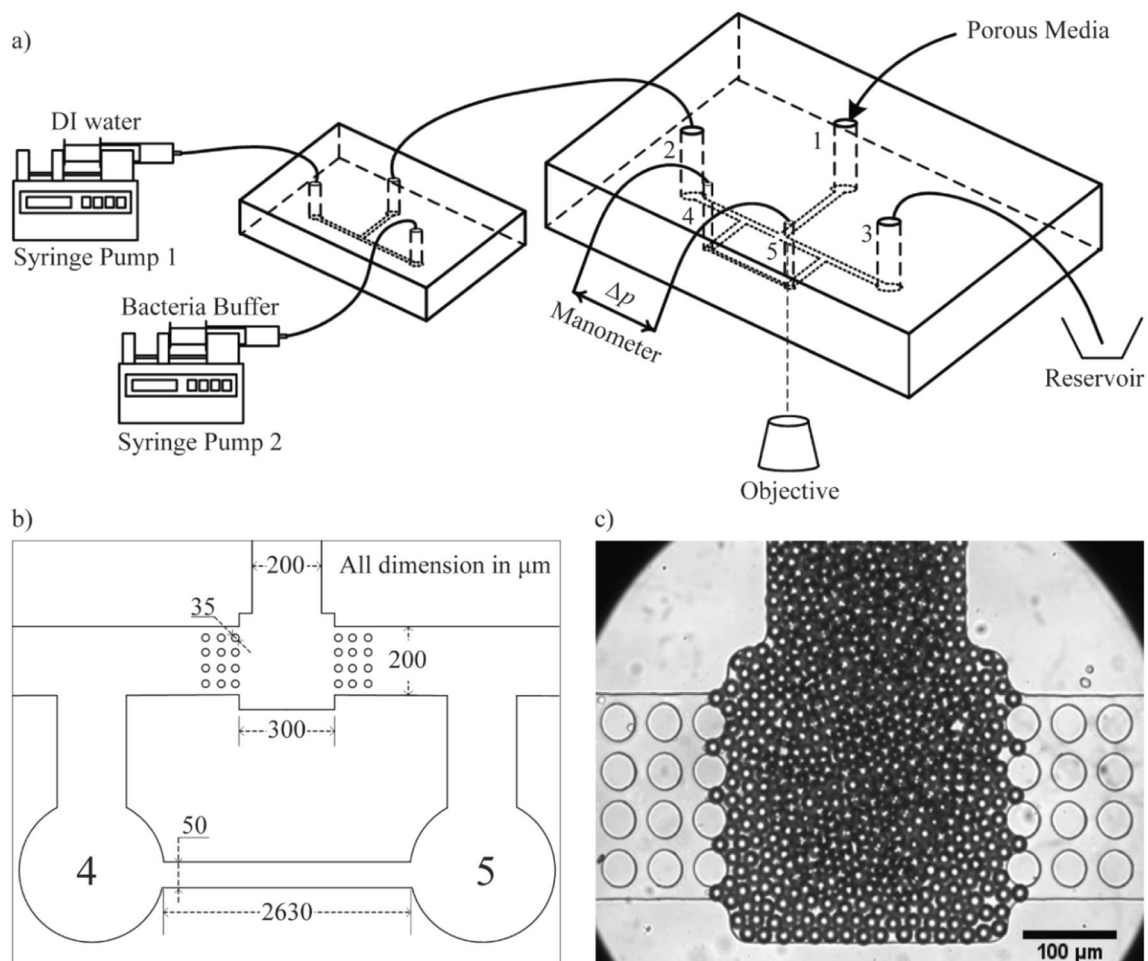 a)
Porous Media
DI water
1
2
3
4
5
Syringe Pump 1
Bacteria Buffer
Δp
Manometer
Reservoir
Syringe Pump 2
Objective
b)
c)
200
All dimension in μm
35
200
300
50
4
5
2630
100 μm